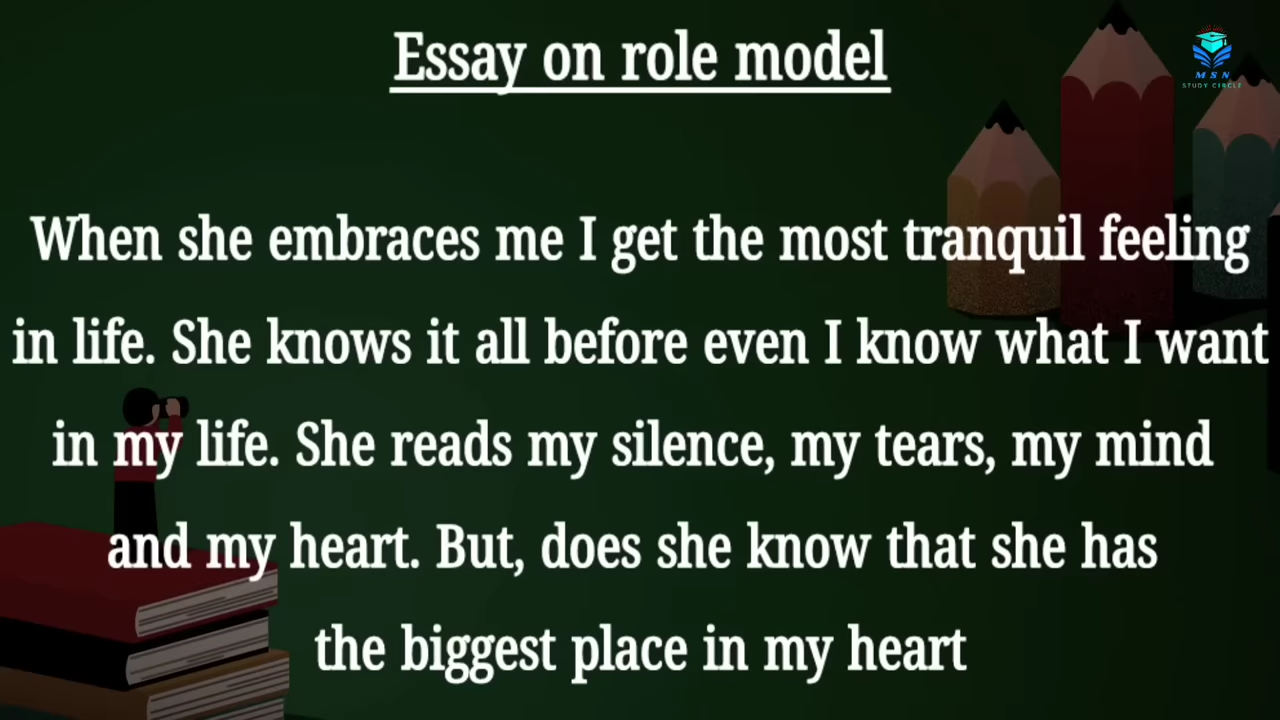 Essay on role model
MSN
STUDY CIRCLE
When she embraces me I get the most tranquil feeling
in life. She knows it all before even I know what I want
in my life. She reads my silence, my tears, my mind
and my heart. But, does she know that she has
the biggest place in my heart